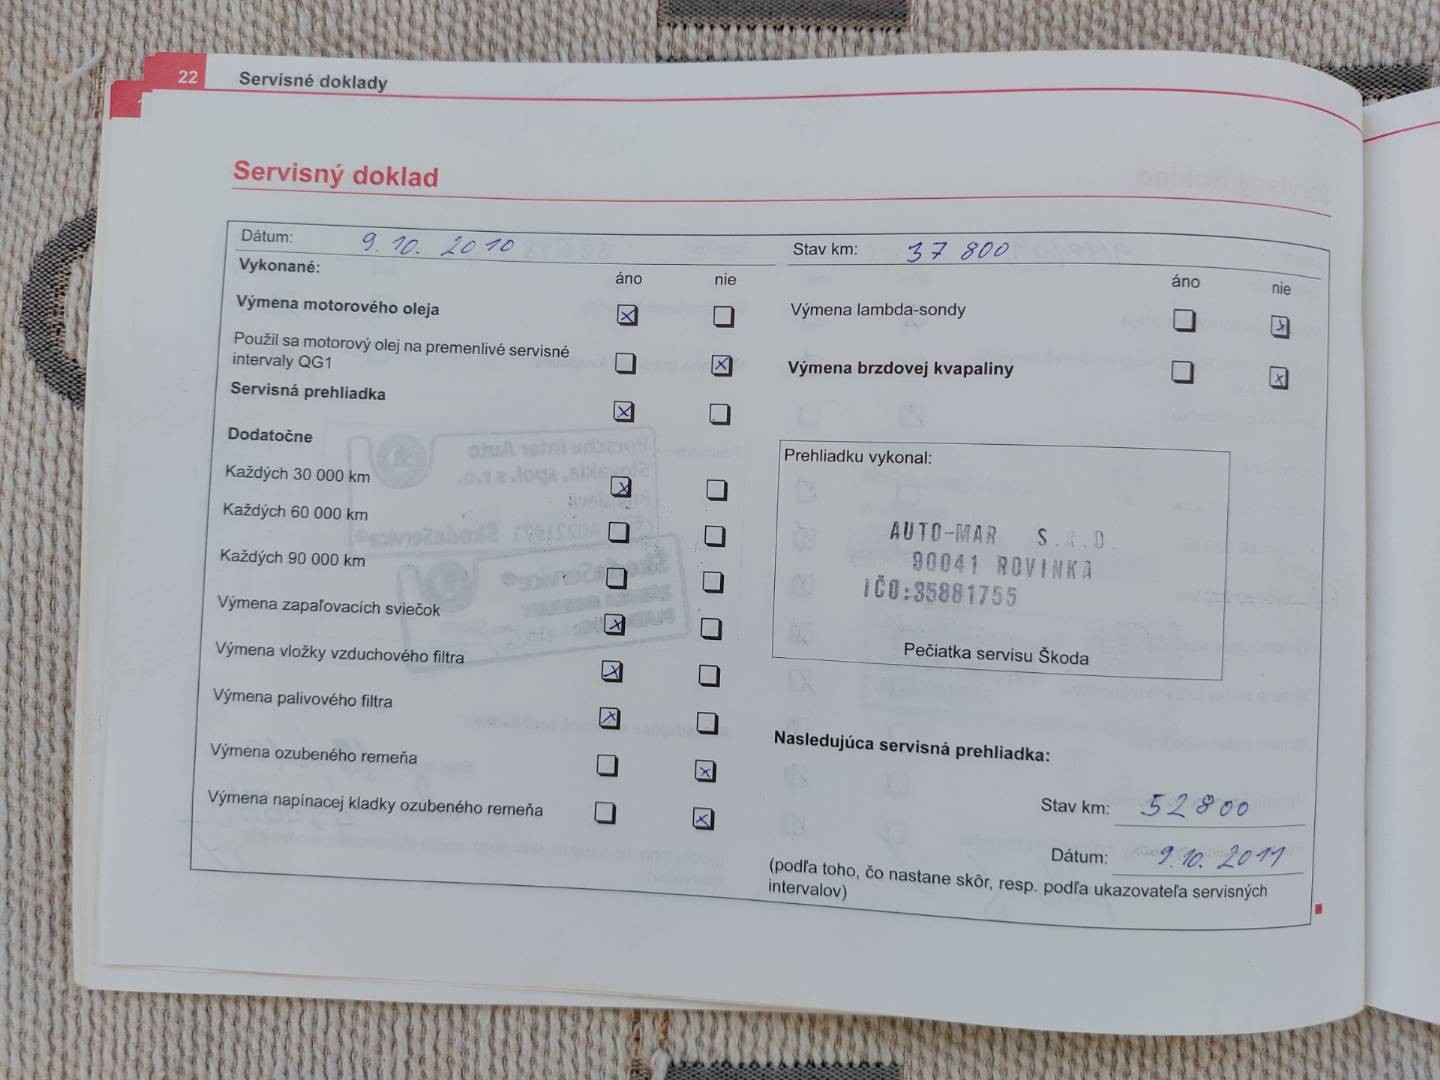 22 Servisné doklady
Servisný doklad
Dátum: 9. 10. 2010
Stav km: 37 800
Vykonané:
áno nie
áno nie
Výmena motorového oleja
Použil sa motorový olej na premenlivé servisné
intervaly QG1
Servisná prehliadka
Dodatočne
Každých 30 000 km
Každých 60 000 km
Každých 90 000 km
Výmena zapaľovacích sviečok
Výmena vložky vzduchového filtra
Výmena palivového filtra
Výmena ozubeného remeňa
Výmena napínacej kladky ozubeného remeňa
Výmena lambda-sondy
Výmena brzdovej kvapaliny
Prehliadku vykonal:
AUTO-MAR S.R.O.
90041 ROVINKA
IČO:35881755
Pečiatka servisu Škoda
Nasledujúca servisná prehliadka:
Stav km: 52800
Dátum: 9.10. 2011
(podľa toho, čo nastane skôr, resp. podľa ukazovateľa servisných
intervalov)